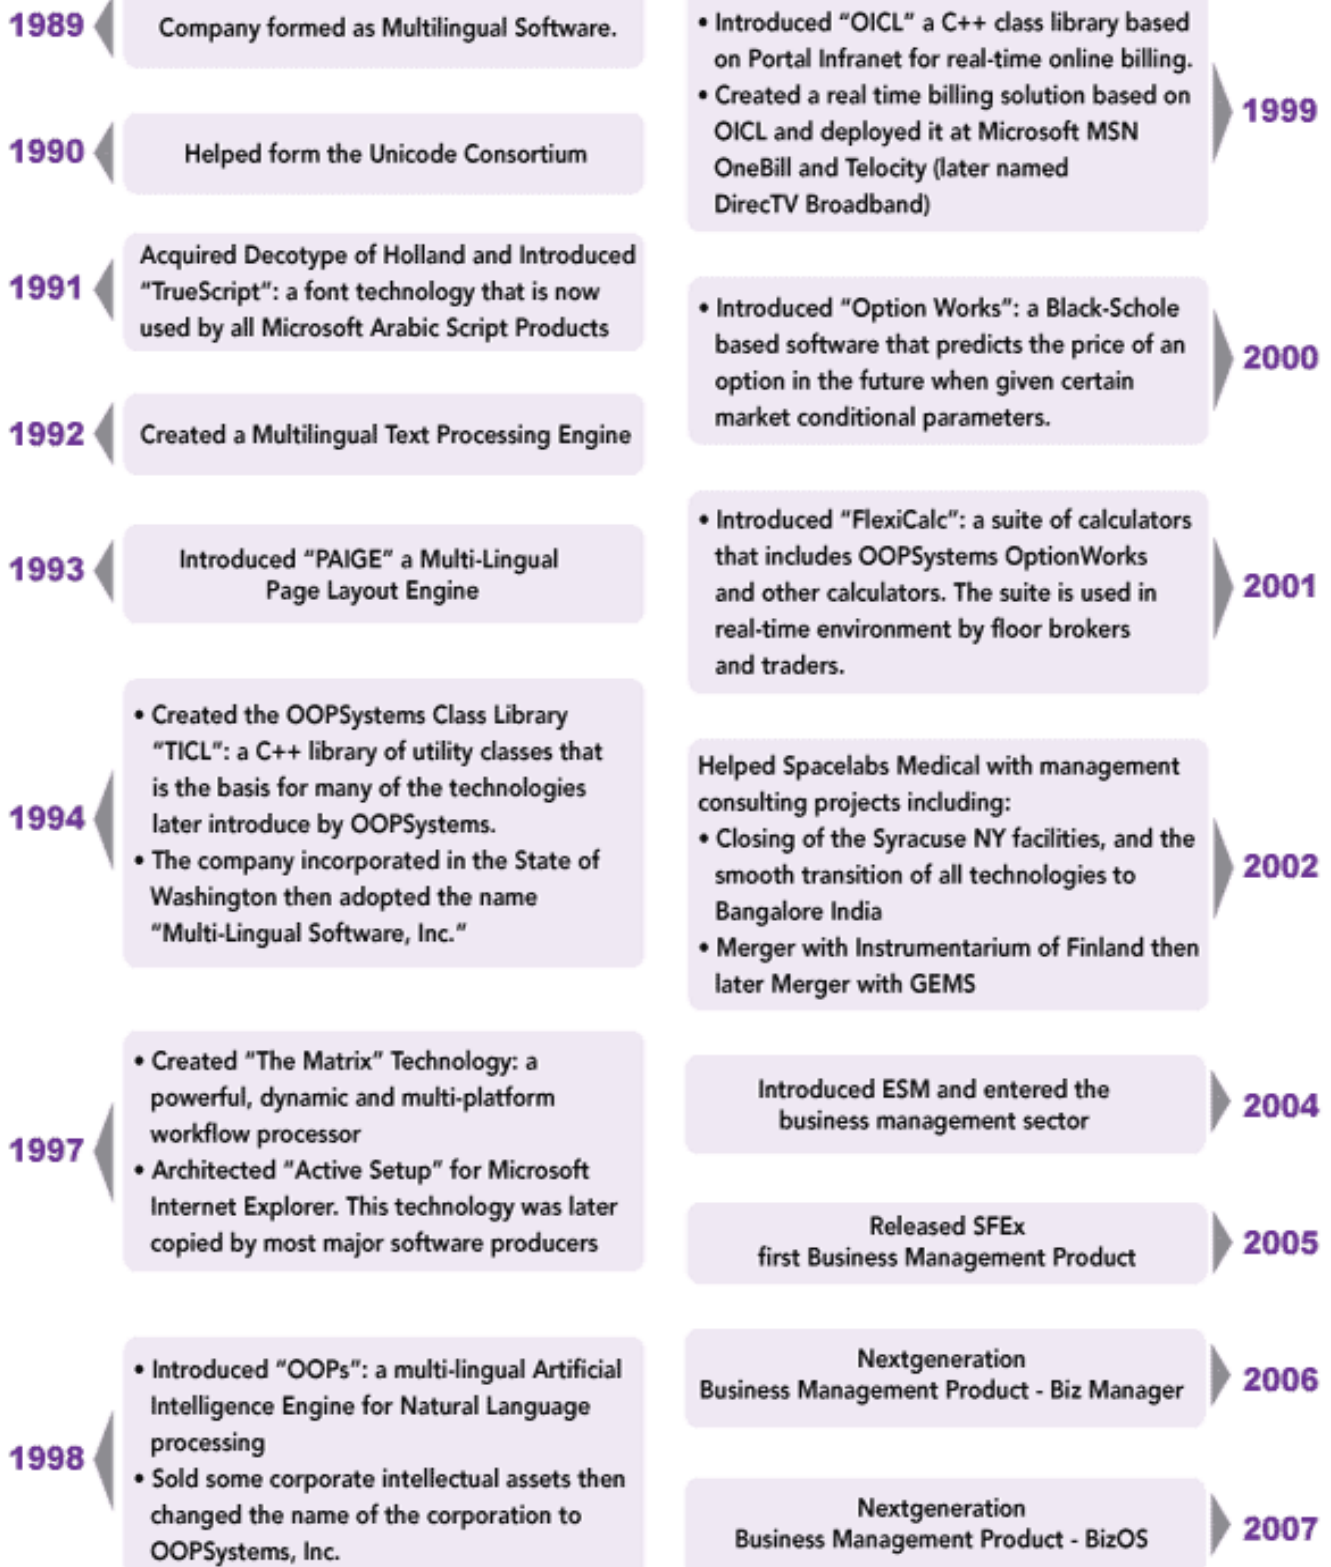 1989
Company formed as Multilingual Software.
1990
Helped form the Unicode Consortium
1991
Acquired Decotype of Holland and Introduced
“TrueScript”: a font technology that is now
used by all Microsoft Arabic Script Products
1992
Created a Multilingual Text Processing Engine
1993
Introduced “PAIGE” a Multi-Lingual
Page Layout Engine
1994
• Created the OOPSystems Class Library
“TICL”: a C++ library of utility classes that
is the basis for many of the technologies
later introduce by OOPSystems.
• The company incorporated in the State of
Washington then adopted the name
“Multi-Lingual Software, Inc.”
1997
• Created “The Matrix” Technology: a
powerful, dynamic and multi-platform
workflow processor
• Architected “Active Setup” for Microsoft
Internet Explorer. This technology was later
copied by most major software producers
1998
• Introduced “OOPs”: a multi-lingual Artificial
Intelligence Engine for Natural Language
processing
• Sold some corporate intellectual assets then
changed the name of the corporation to
OOPSystems, Inc.
• Introduced “OICL” a C++ class library based
on Portal Infranet for real-time online billing.
• Created a real time billing solution based on
OICL and deployed it at Microsoft MSN
OneBill and Telocity (later named
DirecTV Broadband)
1999
• Introduced “Option Works”: a Black-Schole
based software that predicts the price of an
option in the future when given certain
market conditional parameters.
2000
• Introduced “FlexiCalc”: a suite of calculators
that includes OOPSystems OptionWorks
and other calculators. The suite is used in
real-time environment by floor brokers
and traders.
2001
Helped Spacelabs Medical with management
consulting projects including:
• Closing of the Syracuse NY facilities, and the
smooth transition of all technologies to
Bangalore India
• Merger with Instrumentarium of Finland then
later Merger with GEMS
2002
Introduced ESM and entered the
business management sector
2004
Released SFEx
first Business Management Product
2005
Nextgeneration
Business Management Product - Biz Manager
2006
Nextgeneration
Business Management Product - BizOS
2007